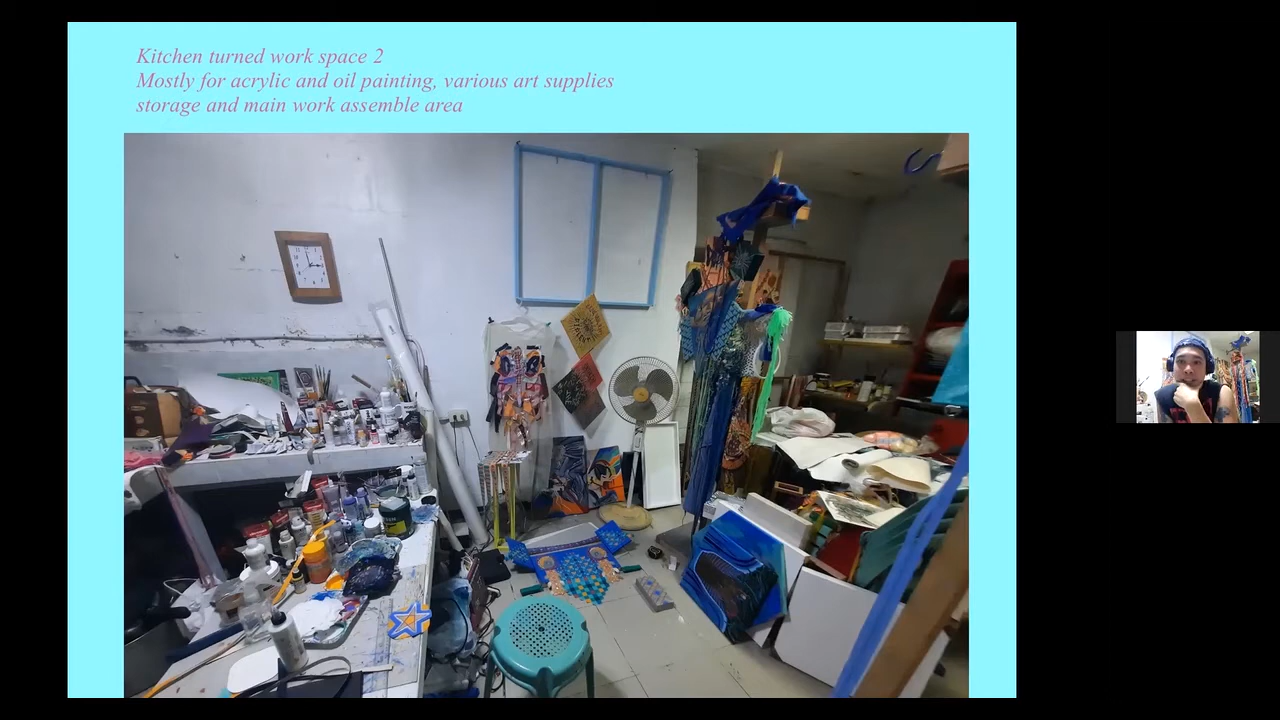 Kitchen turned work space 2
Mostly for acrylic and oil painting, various art supplies
storage and main work assemble area